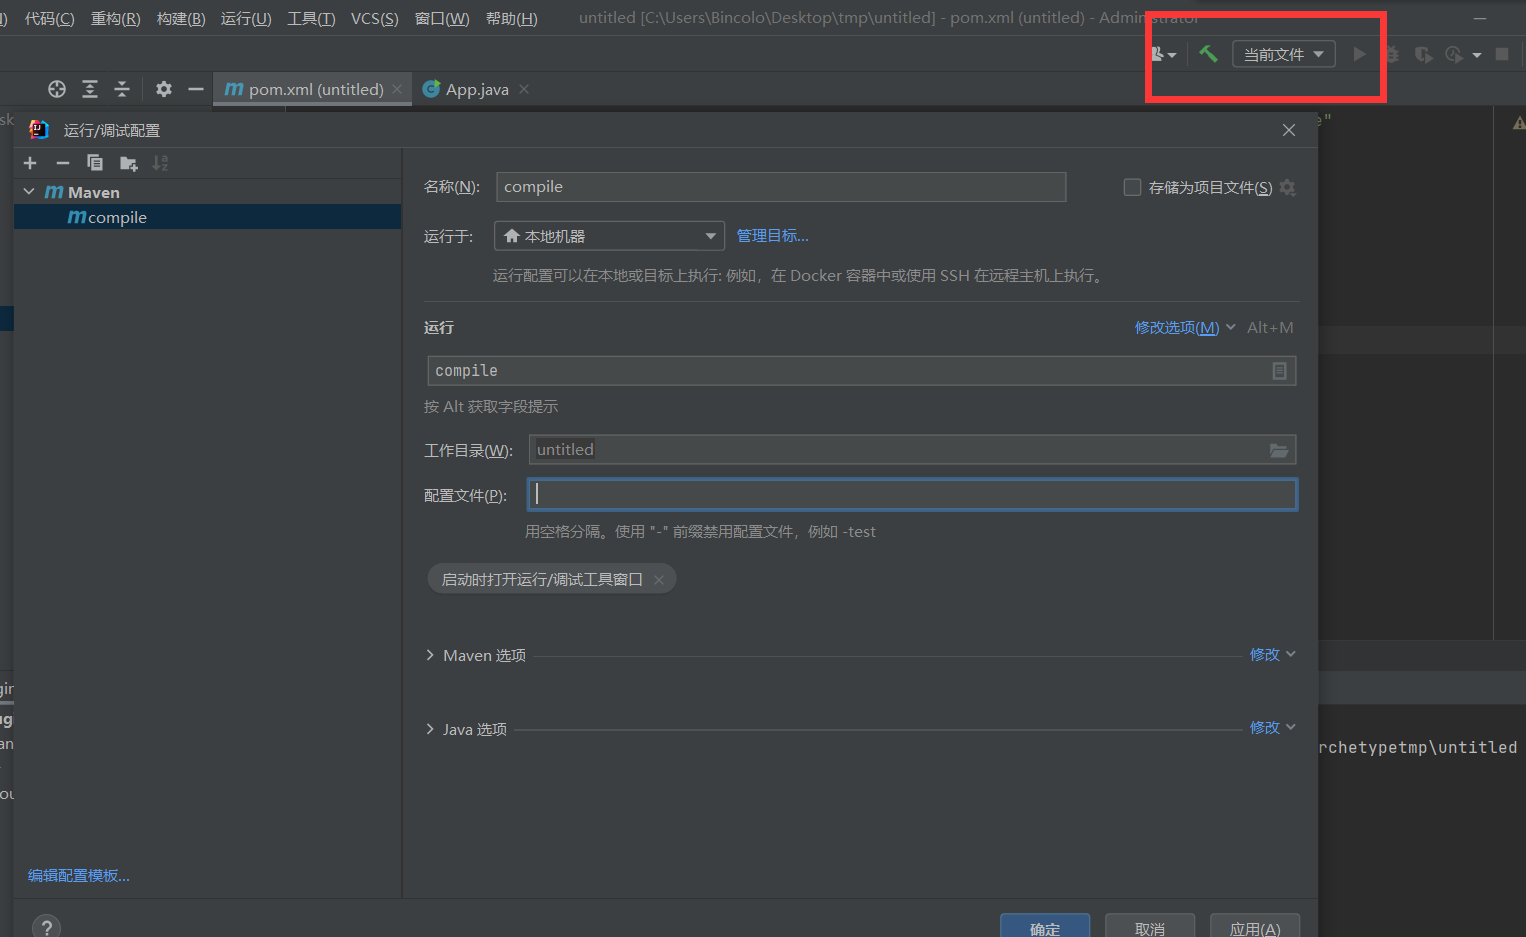 代码(C) 重构(R) 构建(B) 运行(U) 工具(T) VCS(S) 窗口(W) 帮助(H) untitled [C:\Users\Bincolo\Desktop\tmp\untitled] - pom.xml (untitled) - Administrator
当前文件
m pom.xml (untitled) App.java
运行/调试配置
Maven
compile
编辑配置模板...
名称(N): compile 存储为项目文件(S)
运行于: 本地机器 管理目标...
运行配置可以在本地或目标上执行: 例如，在 Docker 容器中或使用 SSH 在远程主机上执行。
运行 修改选项(M) Alt+M
compile
按 Alt 获取字段提示
工作目录(W): untitled
配置文件(P):
用空格分隔。使用 "-" 前缀禁用配置文件，例如 -test
启动时打开运行/调试工具窗口
Maven 选项 修改
Java 选项 修改
rchetypetmp\untitled
? 确定 取消 应用(A)